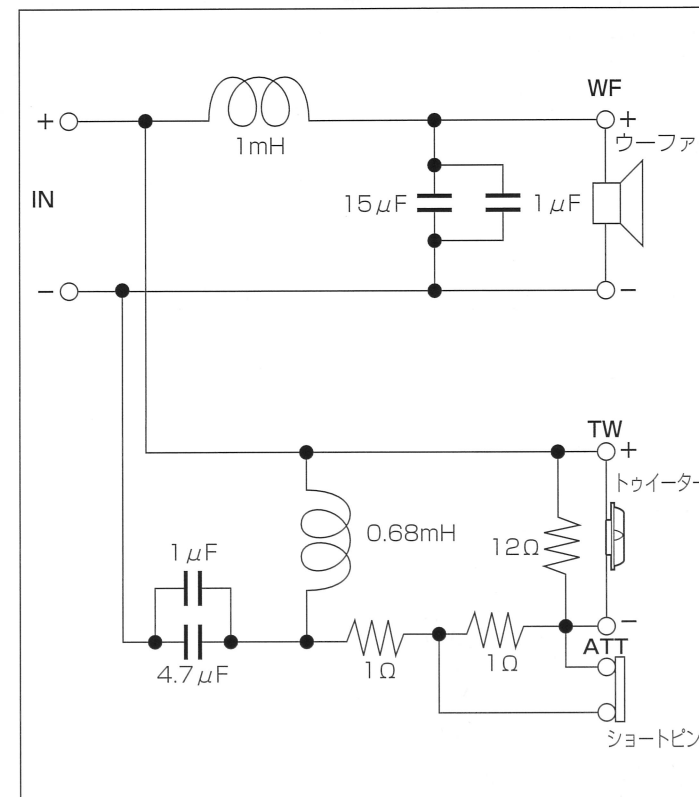 WF
+
+
ウーファ
1mH
IN
15μF
1μF
−
−
TW
+
トゥイーター
0.68mH
12Ω
1μF
−
4.7μF
1Ω
1Ω
ATT
ショートピン